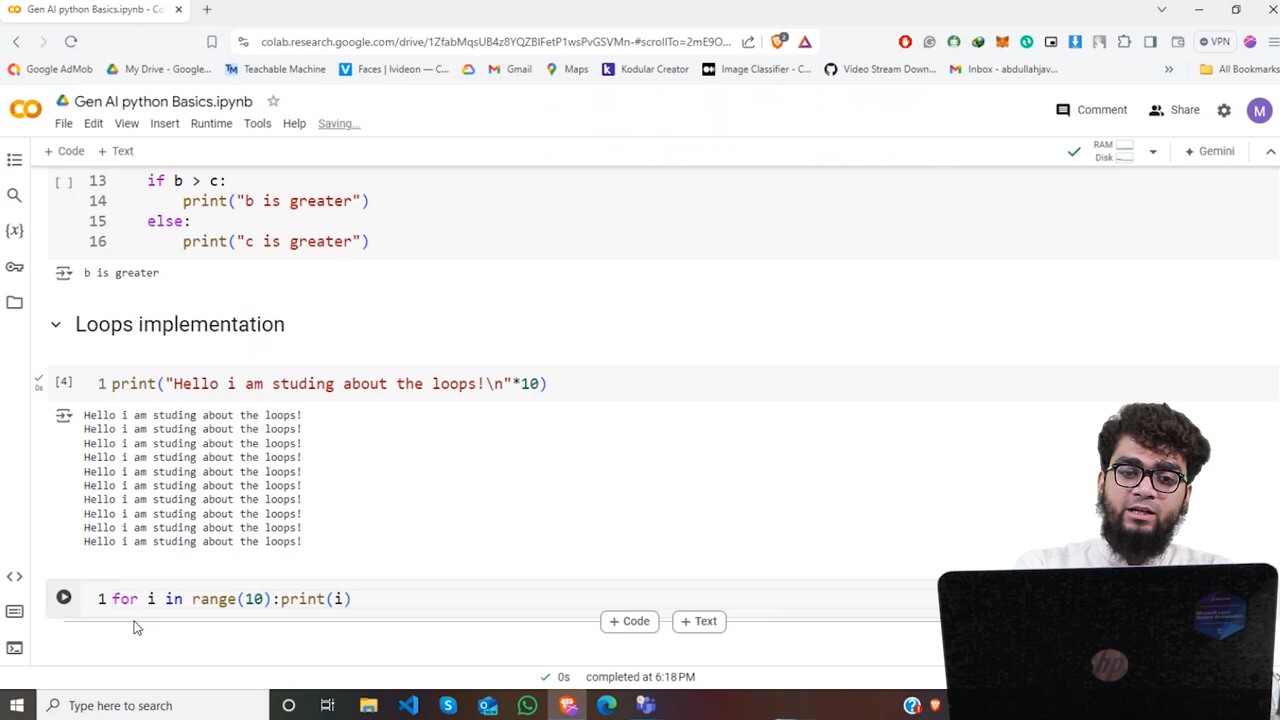 Gen AI python Basics.ipynb - Co
colab.research.google.com/drive/1ZfabMqsUB4z8YQZBIFetP1wsPvGSVMn-#scrollTo=2mE9O...
2
VPN
Google AdMob
My Drive - Google...
Teachable Machine
Faces | Ivideon — C...
Gmail
Maps
Kodular Creator
Image Classifier - C...
Video Stream Down...
Inbox - abdullahjav...
»
All Bookmarks
CO
Gen AI python Basics.ipynb
Comment
Share
M
File Edit View Insert Runtime Tools Help Saving...
+ Code + Text
RAM
Disk
Gemini
[ ] 13 if b > c:
14 print("b is greater")
15 else:
16 print("c is greater")
b is greater
Loops implementation
[4] 1 print("Hello i am studing about the loops!\n"*10)
0s
Hello i am studing about the loops!
Hello i am studing about the loops!
Hello i am studing about the loops!
Hello i am studing about the loops!
Hello i am studing about the loops!
Hello i am studing about the loops!
Hello i am studing about the loops!
Hello i am studing about the loops!
Hello i am studing about the loops!
Hello i am studing about the loops!
1 for i in range(10):print(i)
+ Code + Text
0s completed at 6:18 PM
hp
Type here to search